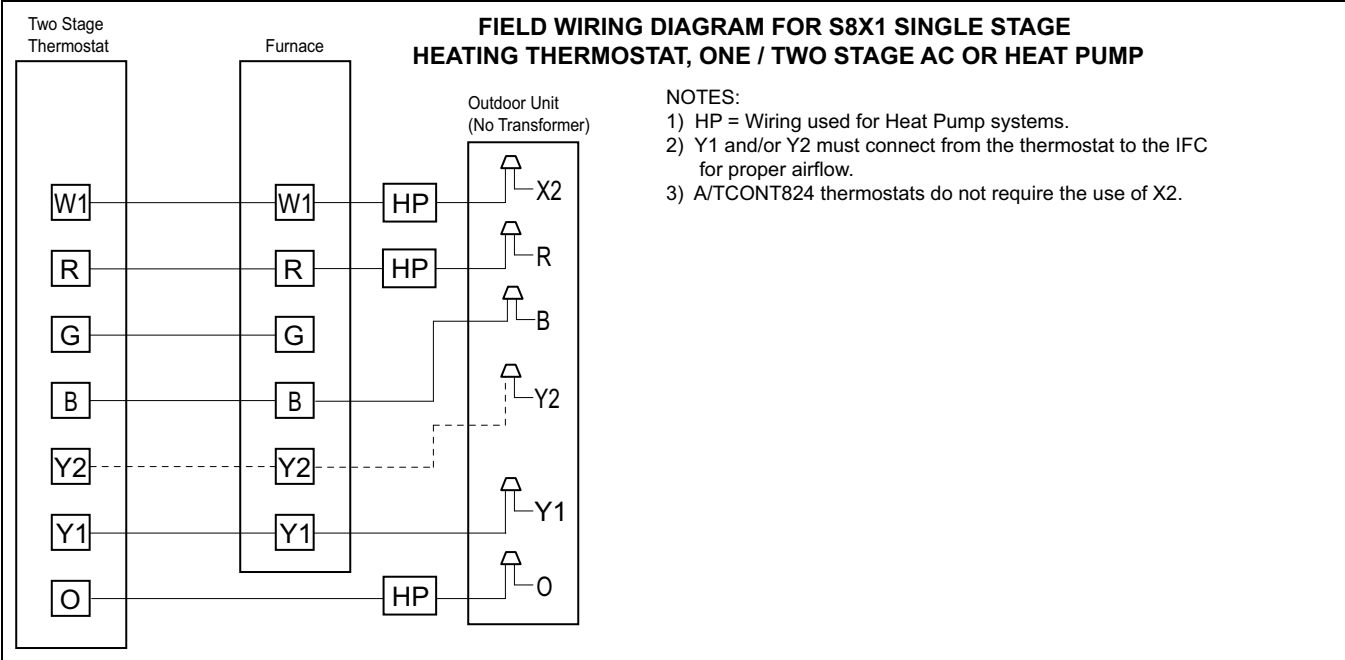 Two Stage
Thermostat
Furnace
FIELD WIRING DIAGRAM FOR S8X1 SINGLE STAGE
HEATING THERMOSTAT, ONE / TWO STAGE AC OR HEAT PUMP
Outdoor Unit
(No Transformer)
NOTES:
1) HP = Wiring used for Heat Pump systems.
2) Y1 and/or Y2 must connect from the thermostat to the IFC
for proper airflow.
3) A/TCONT824 thermostats do not require the use of X2.
W1 W1 HP X2
R R HP R
G G
B B B
Y2 Y2 Y2
Y1 Y1 Y1
O HP O